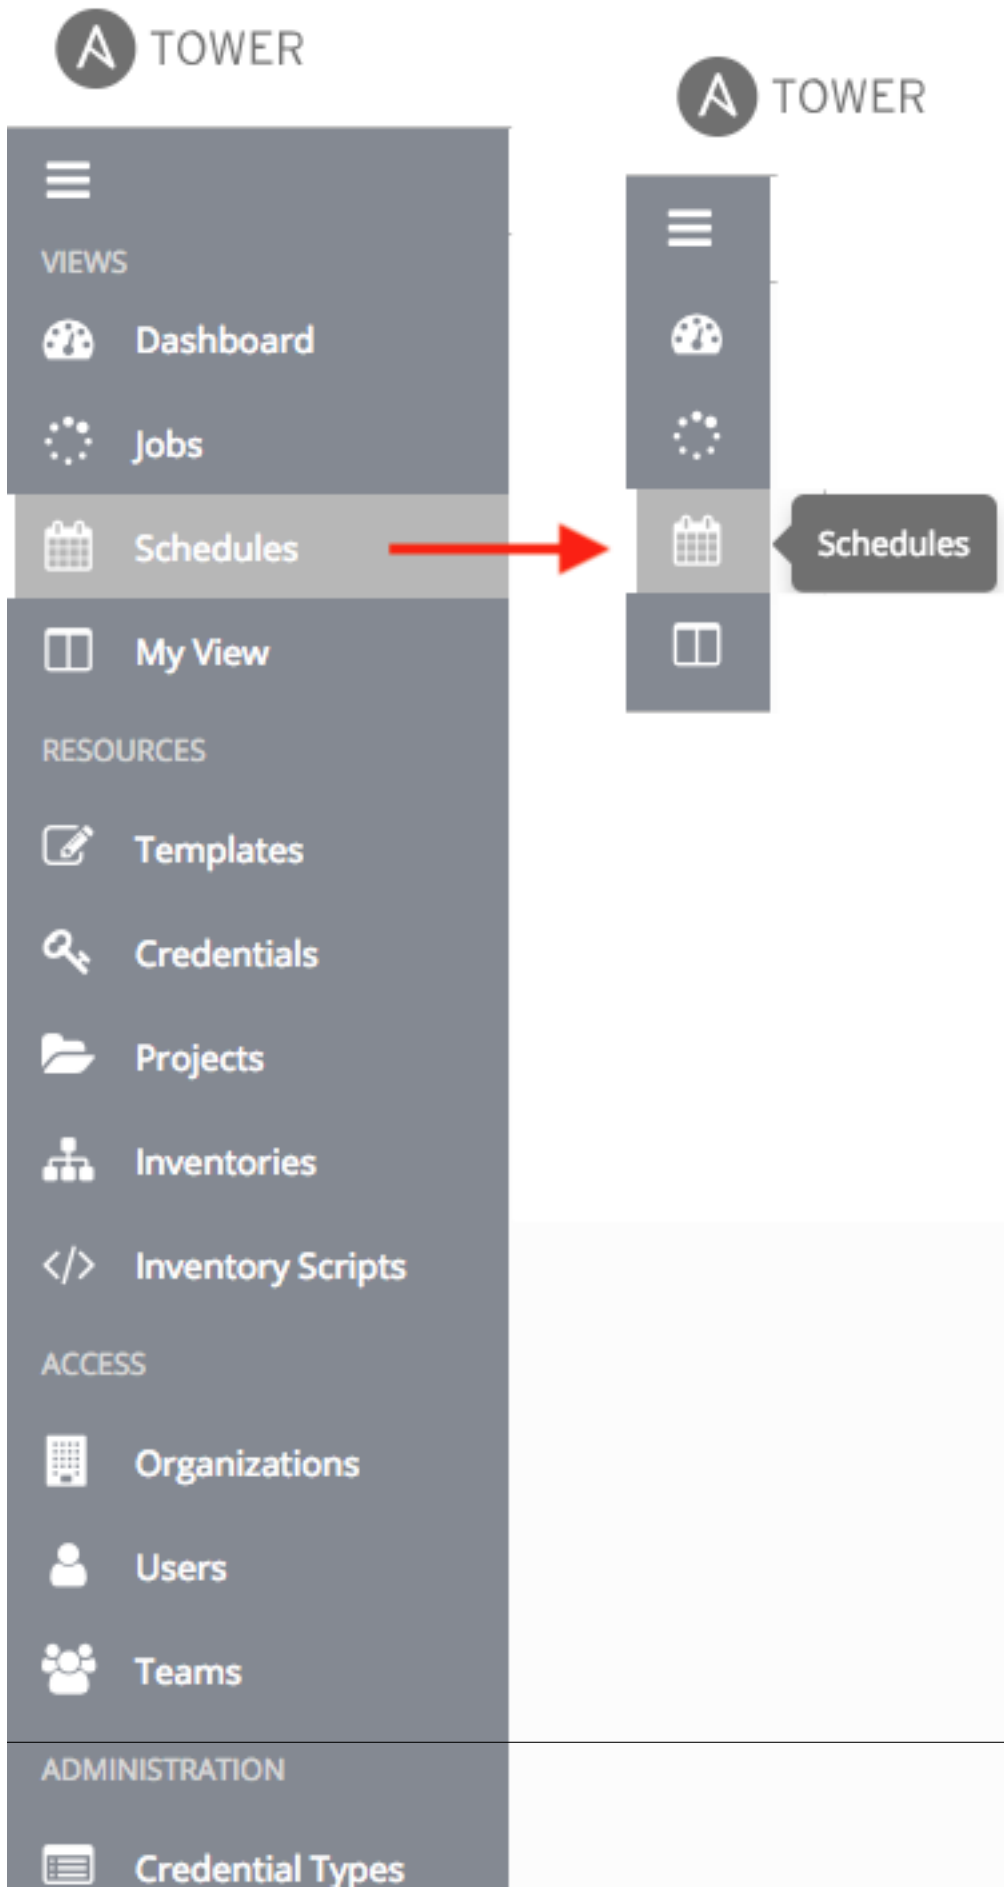 TOWER
TOWER
VIEWS
Dashboard
Jobs
Schedules
Schedules
My View
RESOURCES
Templates
Credentials
Projects
Inventories
Inventory Scripts
ACCESS
Organizations
Users
Teams
ADMINISTRATION
Credential Types